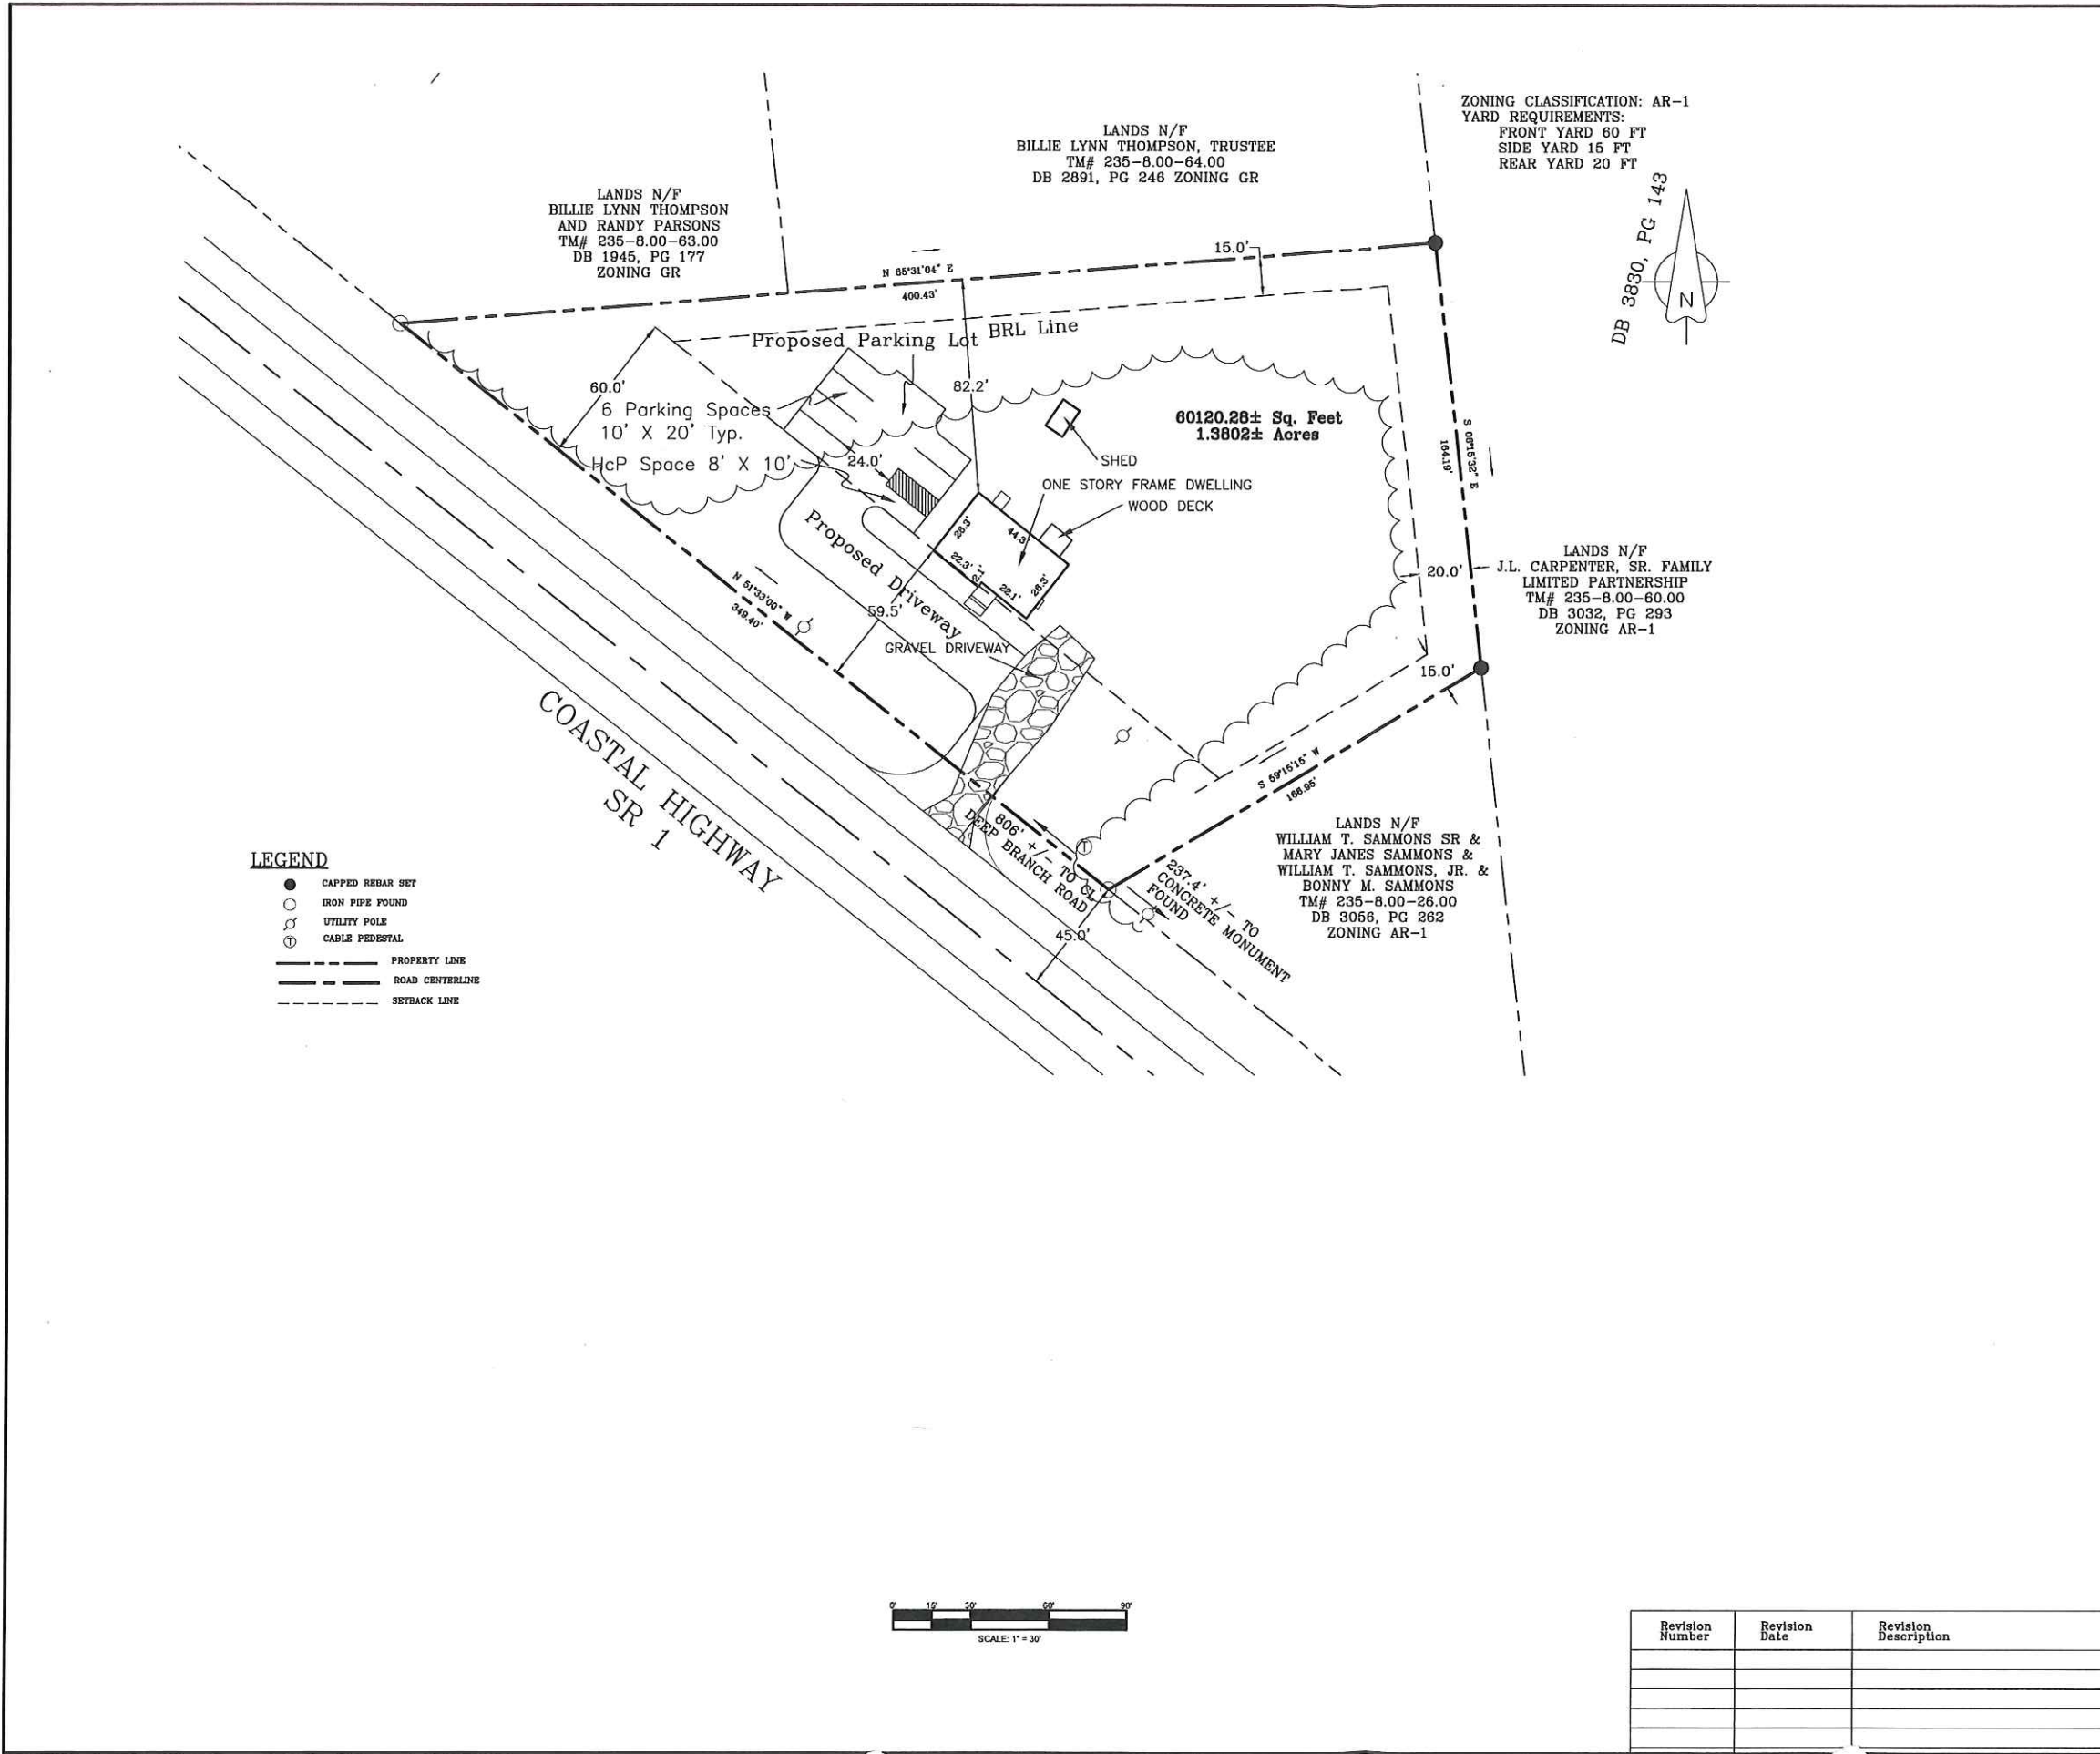 ZONING CLASSIFICATION: AR-1
YARD REQUIREMENTS:
FRONT YARD 60 FT
SIDE YARD 15 FT
REAR YARD 20 FT
DB 3830, PG 143
N
LANDS N/F
BILLIE LYNN THOMPSON, TRUSTEE
TM# 235-8.00-64.00
DB 2891, PG 246 ZONING GR
LANDS N/F
BILLIE LYNN THOMPSON
AND RANDY PARSONS
TM# 235-8.00-63.00
DB 1945, PG 177
ZONING GR
15.0'
400.43'
BRL Line
Proposed Parking Lot
60.0'
82.2'
6 Parking Spaces
10' X 20' Typ.
HcP Space 8' X 10'
24.0'
60120.28± Sq. Feet
1.3802± Acres
S 08°15'32" E
164.19'
SHED
ONE STORY FRAME DWELLING
WOOD DECK
44.3'
22.3'
22.1'
Proposed Driveway
59.5'
N 51°33'00" W
349.40'
GRAVEL DRIVEWAY
20.0'
LANDS N/F
J.L. CARPENTER, SR. FAMILY
LIMITED PARTNERSHIP
TM# 235-8.00-60.00
DB 3032, PG 293
ZONING AR-1
15.0'
S 59°15'15" W
166.95'
COASTAL HIGHWAY
SR 1
806' +/- TO CL
DEEP BRANCH ROAD
237.4' +/- TO
CONCRETE MONUMENT
FOUND
45.0'
LANDS N/F
WILLIAM T. SAMMONS SR &
MARY JANES SAMMONS &
WILLIAM T. SAMMONS, JR. &
BONNY M. SAMMONS
TM# 235-8.00-26.00
DB 3056, PG 262
ZONING AR-1
LEGEND
CAPPED REBAR SET
IRON PIPE FOUND
UTILITY POLE
T CABLE PEDESTAL
PROPERTY LINE
ROAD CENTERLINE
SETBACK LINE
0' 15' 30' 60' 90'
SCALE: 1" = 30'
Revision Number
Revision Date
Revision Description